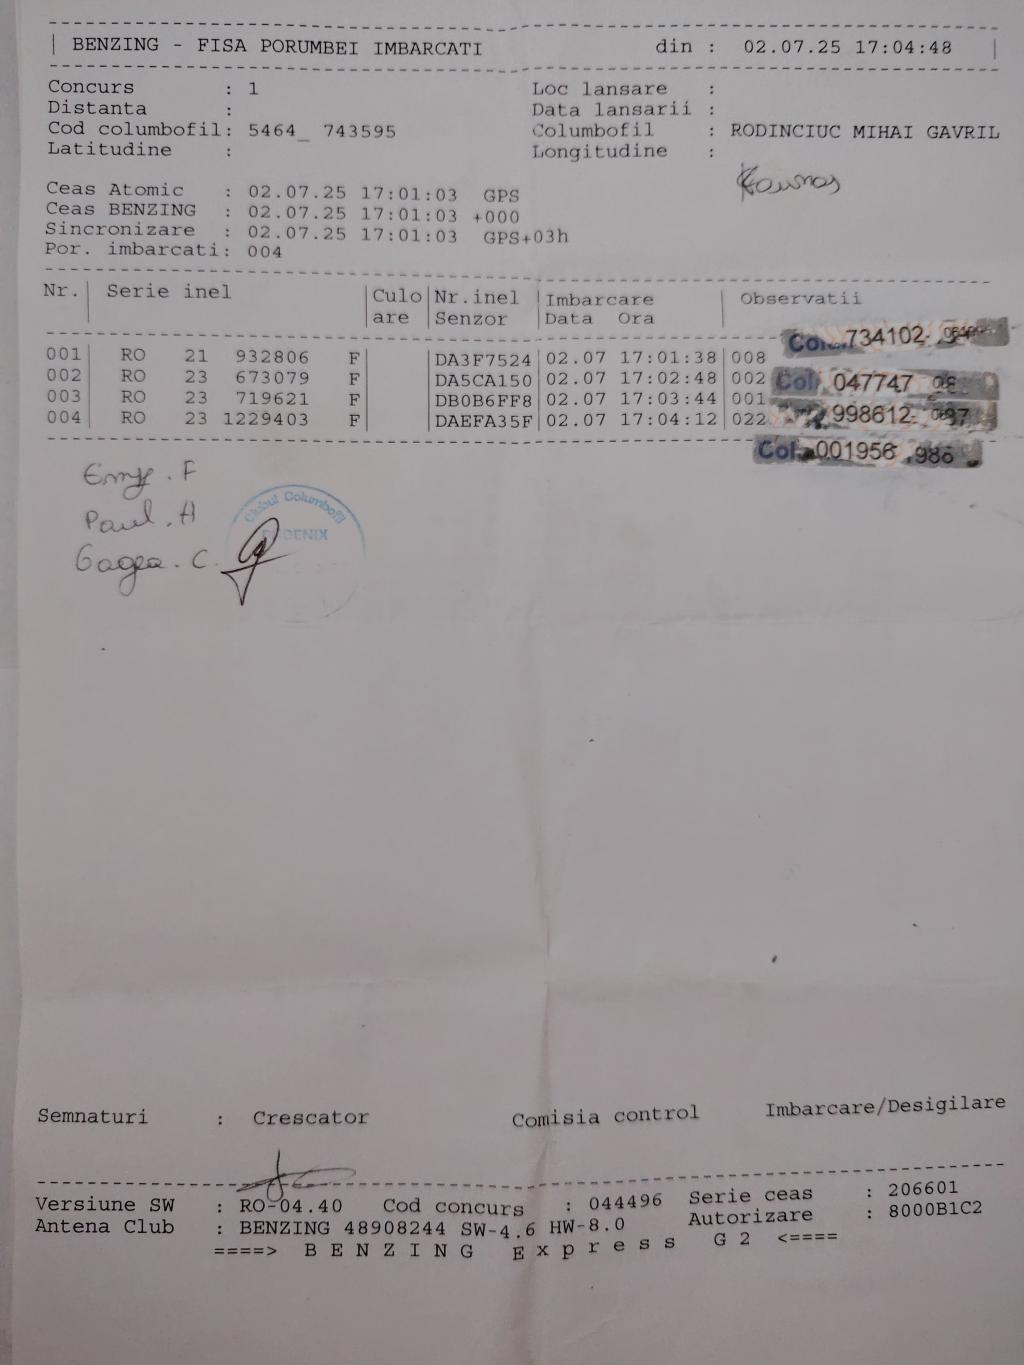 BENZING - FISA PORUMBEI IMBARCATI din : 02.07.25 17:04:48
Concurs : 1 Loc lansare :
Distanta : Data lansarii :
Cod columbofil: 5464_ 743595 Columbofil : RODINCIUC MIHAI GAVRIL
Latitudine : Longitudine :
Kaunas
Ceas Atomic : 02.07.25 17:01:03 GPS
Ceas BENZING : 02.07.25 17:01:03 +000
Sincronizare : 02.07.25 17:01:03 GPS+03h
Por. imbarcati: 004
Nr. Serie inel Culo Nr.inel Imbarcare Observatii
are Senzor Data Ora
001 RO 21 932806 F DA3F7524 02.07 17:01:38 008 734102-
002 RO 23 673079 F DA5CA150 02.07 17:02:48 002 Col. 047747
003 RO 23 719621 F DB0B6FF8 02.07 17:03:44 001 998612-
004 RO 23 1229403 F DAEFA35F 02.07 17:04:12 022
Col. 001956 986
Paul. A
Gagea. C.
Clubul Columbofil
PHOENIX
Semnaturi : Crescator Comisia control Imbarcare/Desigilare
Versiune SW : RO-04.40 Cod concurs : 044496 Serie ceas : 206601
Antena Club : BENZING 48908244 SW-4.6 HW-8.0 Autorizare : 8000B1C2
====> B E N Z I N G E x p r e s s G 2 <====